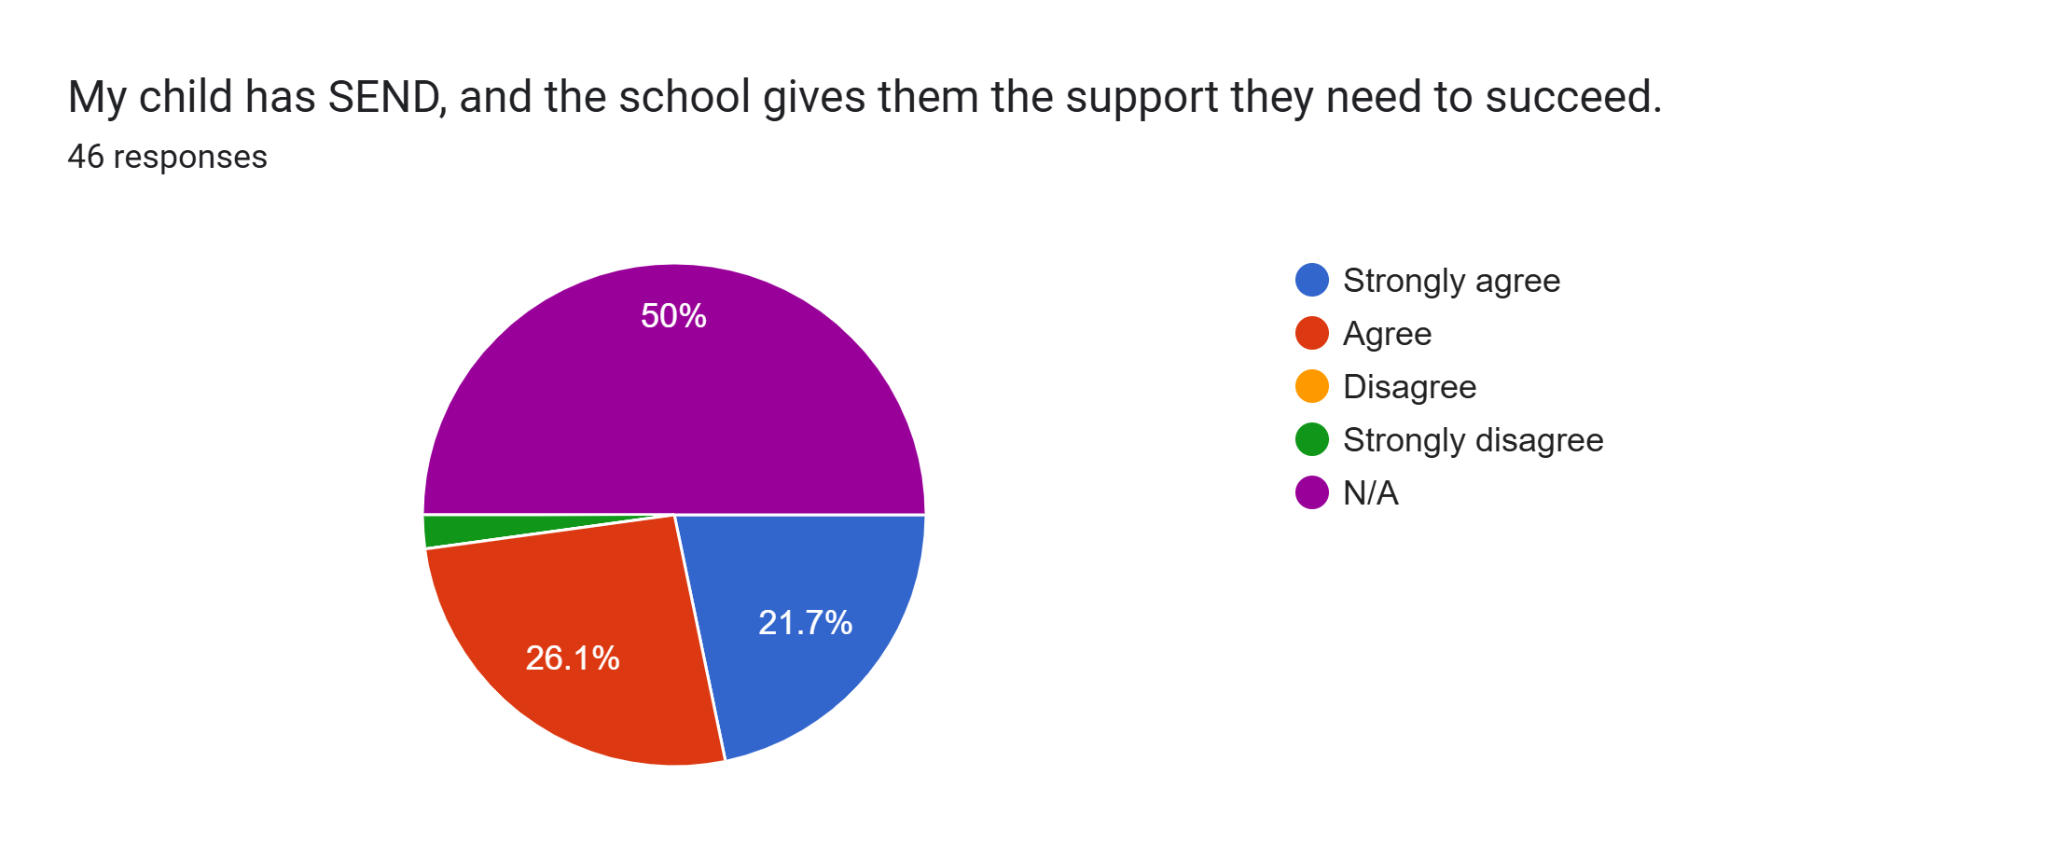 My child has SEND, and the school gives them the support they need to succeed.
46 responses
50%
21.7%
26.1%
Strongly agree
Agree
Disagree
Strongly disagree
N/A